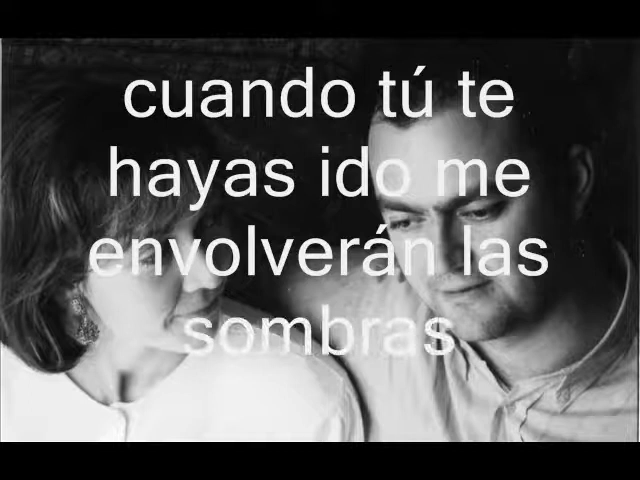 cuando tú te
hayas ido me
envolverán las
sombras